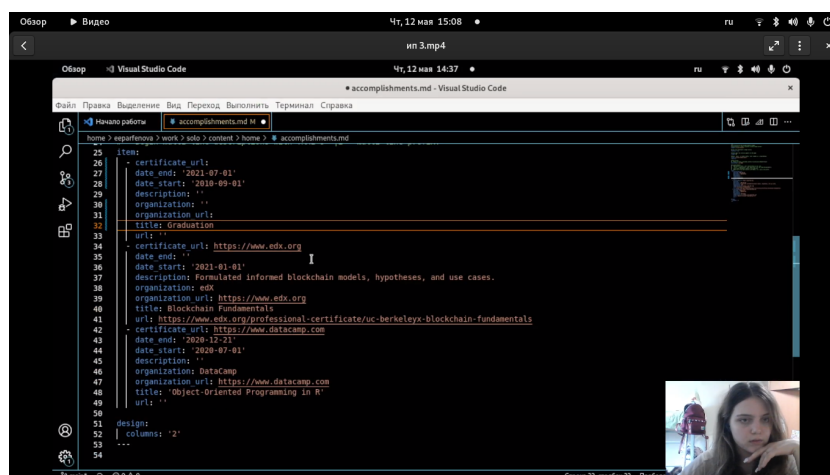 Обзор Видео Чт, 12 мая 15:08 ru
ип 3.mp4
Обзор Visual Studio Code Чт, 12 мая 14:37 ru
accomplishments.md - Visual Studio Code
Файл Правка Выделение Вид Переход Выполнить Терминал Справка
Начало работы accomplishments.md M
home > eeparfenova > work > solo > content > home > accomplishments.md
25 item:
26 - certificate_url:
27 date_end: '2021-07-01'
28 date_start: '2010-09-01'
29 description: ''
30 organization: ''
31 organization_url:
32 title: Graduation
33 url: ''
34 - certificate_url: https://www.edx.org
35 date_end: ''
36 date_start: '2021-01-01'
37 description: Formulated informed blockchain models, hypotheses, and use cases.
38 organization: edX
39 organization_url: https://www.edx.org
40 title: Blockchain Fundamentals
41 url: https://www.edx.org/professional-certificate/uc-berkeleyx-blockchain-fundamentals
42 - certificate_url: https://www.datacamp.com
43 date_end: '2020-12-21'
44 date_start: '2020-07-01'
45 description: ''
46 organization: DataCamp
47 organization_url: https://www.datacamp.com
48 title: 'Object-Oriented Programming in R'
49 url: ''
50
51 design:
52 columns: '2'
53 ---
54